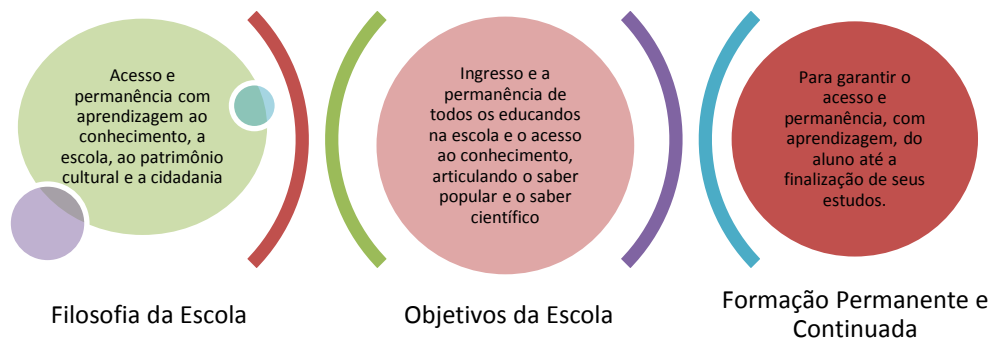 Acesso e
permanência com
aprendizagem ao
conhecimento, a
escola, ao patrimônio
cultural e a cidadania
Filosofia da Escola
Ingresso e a
permanência de
todos os educandos
na escola e o acesso
ao conhecimento,
articulando o saber
popular e o saber
científico
Objetivos da Escola
Para garantir o
acesso e
permanência, com
aprendizagem, do
aluno até a
finalização de seus
estudos.
Formação Permanente e
Continuada